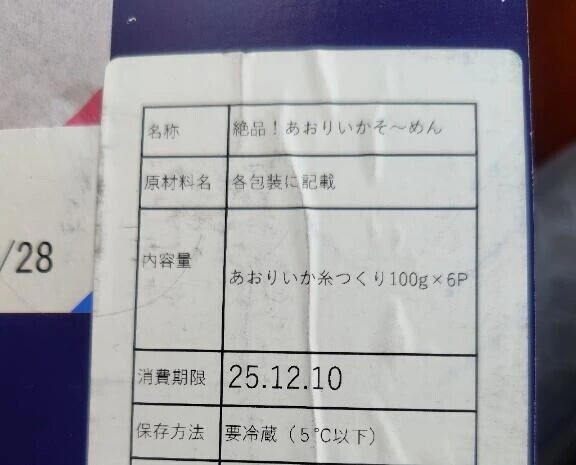 名称 絶品！あおりいかそ〜めん
原材料名 各包装に記載
内容量 あおりいか糸つくり100g×6P
消費期限 25.12.10
保存方法 要冷蔵（5℃以下）
/28